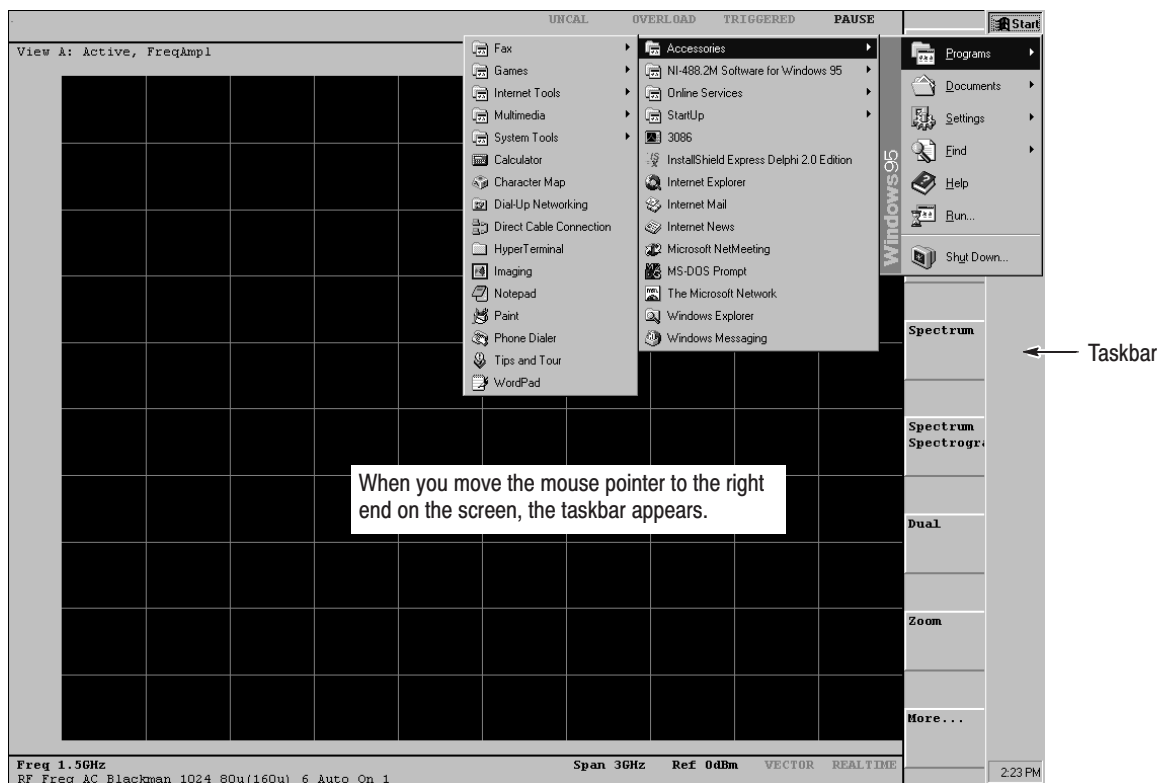 UNCAL OVERLOAD TRIGGERED PAUSE
Start
View A: Active, FreqAmpl
Fax
Games
Internet Tools
Multimedia
System Tools
Calculator
Character Map
Dial-Up Networking
Direct Cable Connection
HyperTerminal
Imaging
Notepad
Paint
Phone Dialer
Tips and Tour
WordPad
Accessories
NI-488.2M Software for Windows 95
Online Services
StartUp
3086
InstallShield Express Delphi 2.0 Edition
Internet Explorer
Internet Mail
Internet News
Microsoft NetMeeting
MS-DOS Prompt
The Microsoft Network
Windows Explorer
Windows Messaging
Windows95
Programs
Documents
Settings
Find
Help
Run...
Shut Down...
Spectrum
Spectrum
Spectrogr
Dual
Zoom
More...
Taskbar
When you move the mouse pointer to the right
end on the screen, the taskbar appears.
Freq 1.5GHz Span 3GHz Ref 0dBm VECTOR REALTIME
RF Freq AC Blackman 1024 80u(160u) 6 Auto On 1
2:23 PM